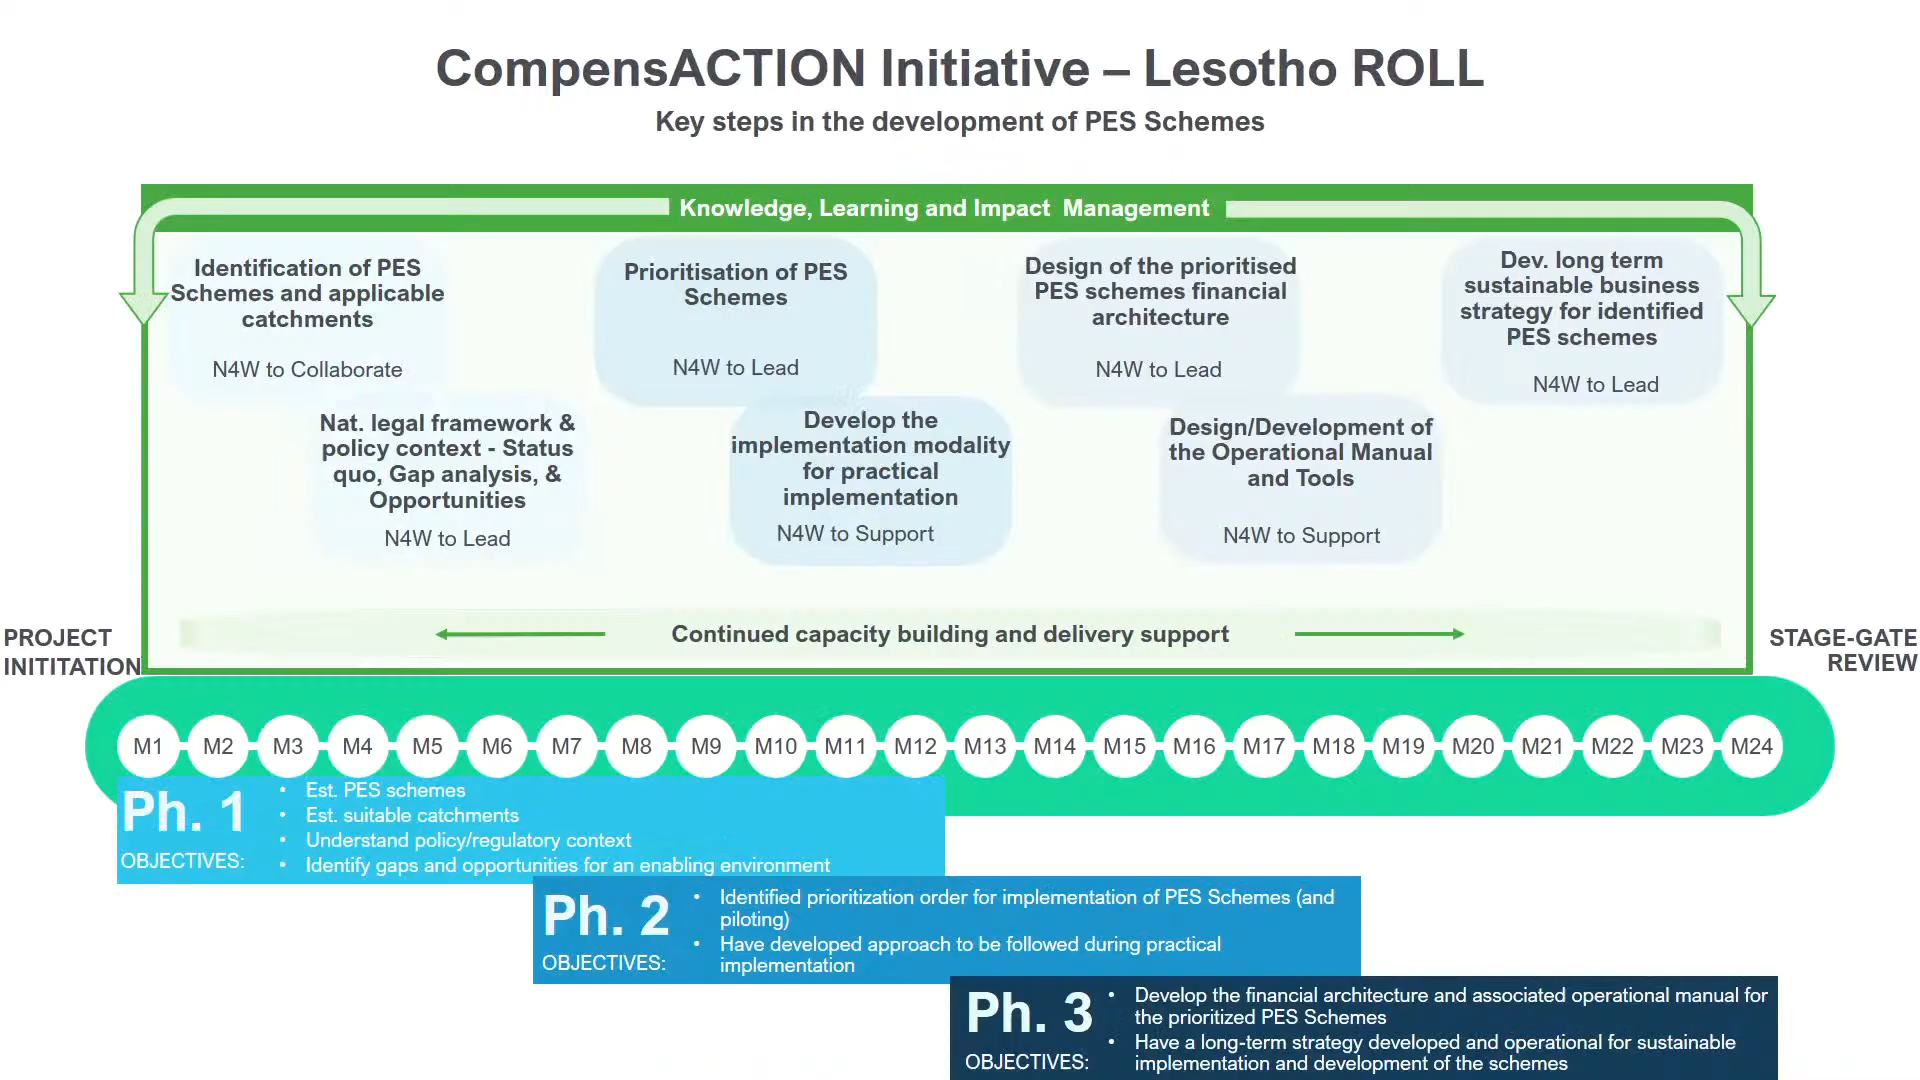 CompensACTION Initiative – Lesotho ROLL
Key steps in the development of PES Schemes
Knowledge, Learning and Impact Management
Identification of PES
Schemes and applicable
catchments
N4W to Collaborate
Prioritisation of PES
Schemes
N4W to Lead
Design of the prioritised
PES schemes financial
architecture
N4W to Lead
Dev. long term
sustainable business
strategy for identified
PES schemes
N4W to Lead
Nat. legal framework &
policy context - Status
quo, Gap analysis, &
Opportunities
N4W to Lead
Develop the
implementation modality
for practical
implementation
N4W to Support
Design/Development of
the Operational Manual
and Tools
N4W to Support
Continued capacity building and delivery support
PROJECT
INITITATION
STAGE-GATE
REVIEW
M1 M2 M3 M4 M5 M6 M7 M8 M9 M10 M11 M12 M13 M14 M15 M16 M17 M18 M19 M20 M21 M22 M23 M24
Ph. 1
OBJECTIVES:
• Est. PES schemes
• Est. suitable catchments
• Understand policy/regulatory context
• Identify gaps and opportunities for an enabling environment
Ph. 2
OBJECTIVES:
• Identified prioritization order for implementation of PES Schemes (and
piloting)
• Have developed approach to be followed during practical
implementation
Ph. 3
OBJECTIVES:
• Develop the financial architecture and associated operational manual for
the prioritized PES Schemes
• Have a long-term strategy developed and operational for sustainable
implementation and development of the schemes